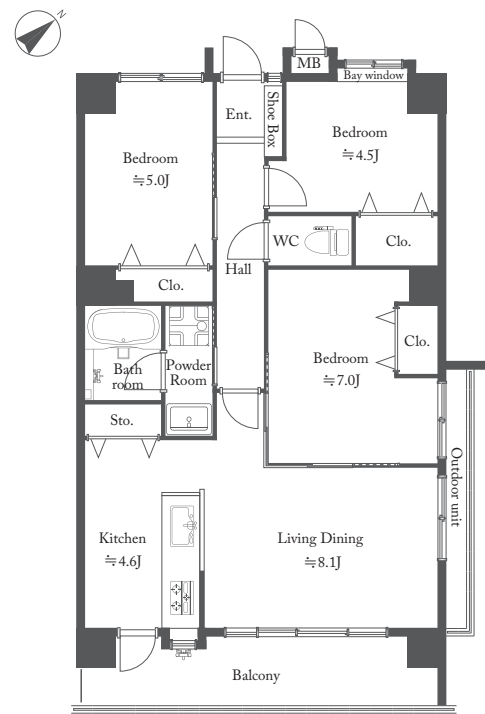 N
MB
Bay window
Ent.
Shoe Box
Bedroom
≒4.5J
Bedroom
≒5.0J
WC
Clo.
Hall
Clo.
Bath
room
Powder
Room
Bedroom
≒7.0J
Clo.
Sto.
Outdoor unit
Kitchen
≒4.6J
Living Dining
≒8.1J
Balcony